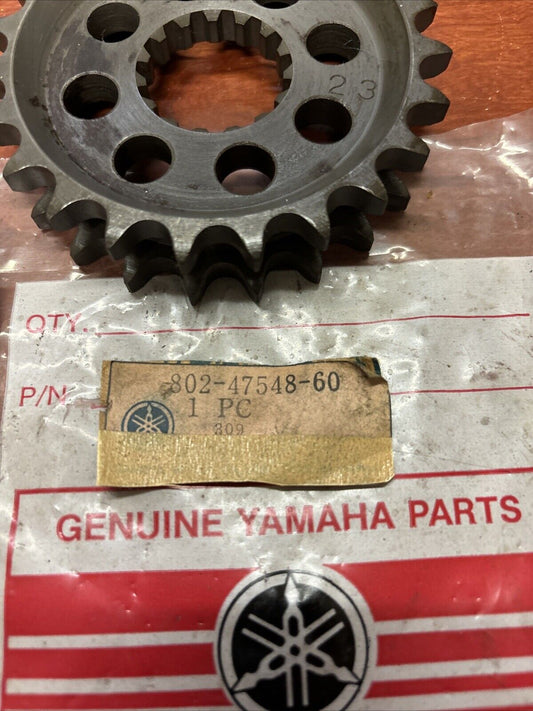 23
QTY.
P/N
802-47548-60
1 PC
309
GENUINE YAMAHA PARTS